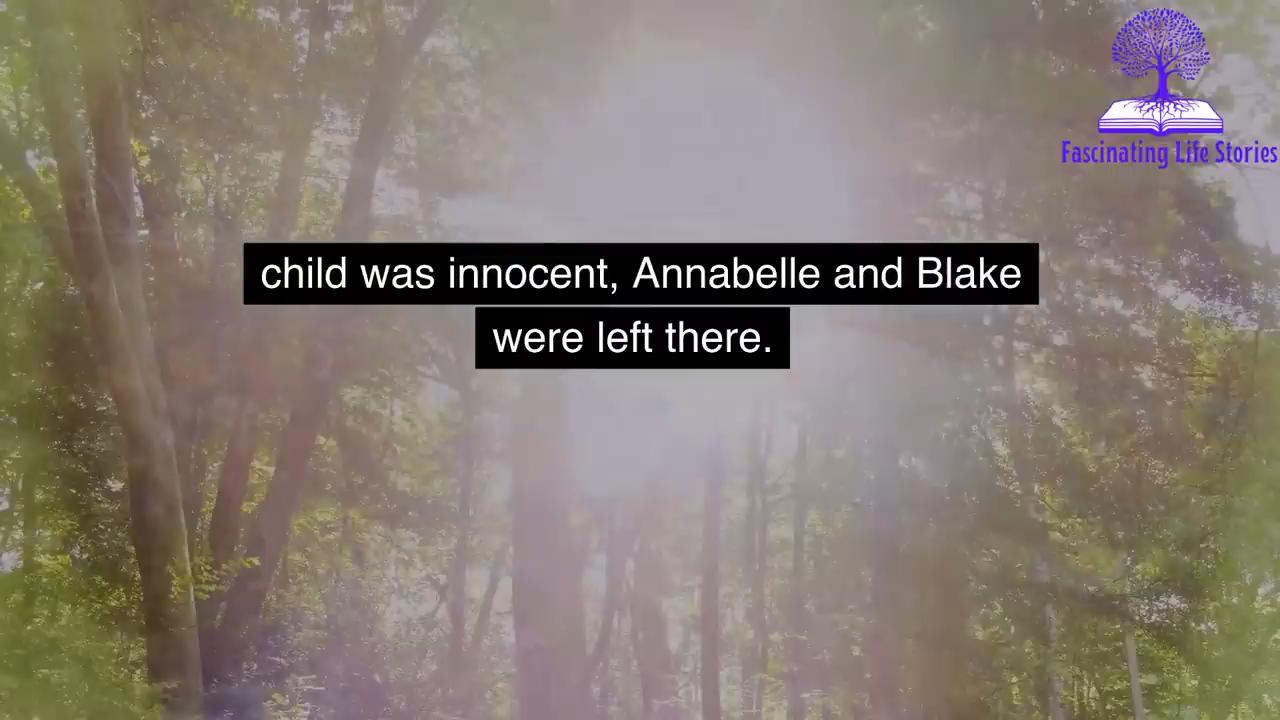 Fascinating Life Stories
child was innocent, Annabelle and Blake
were left there.